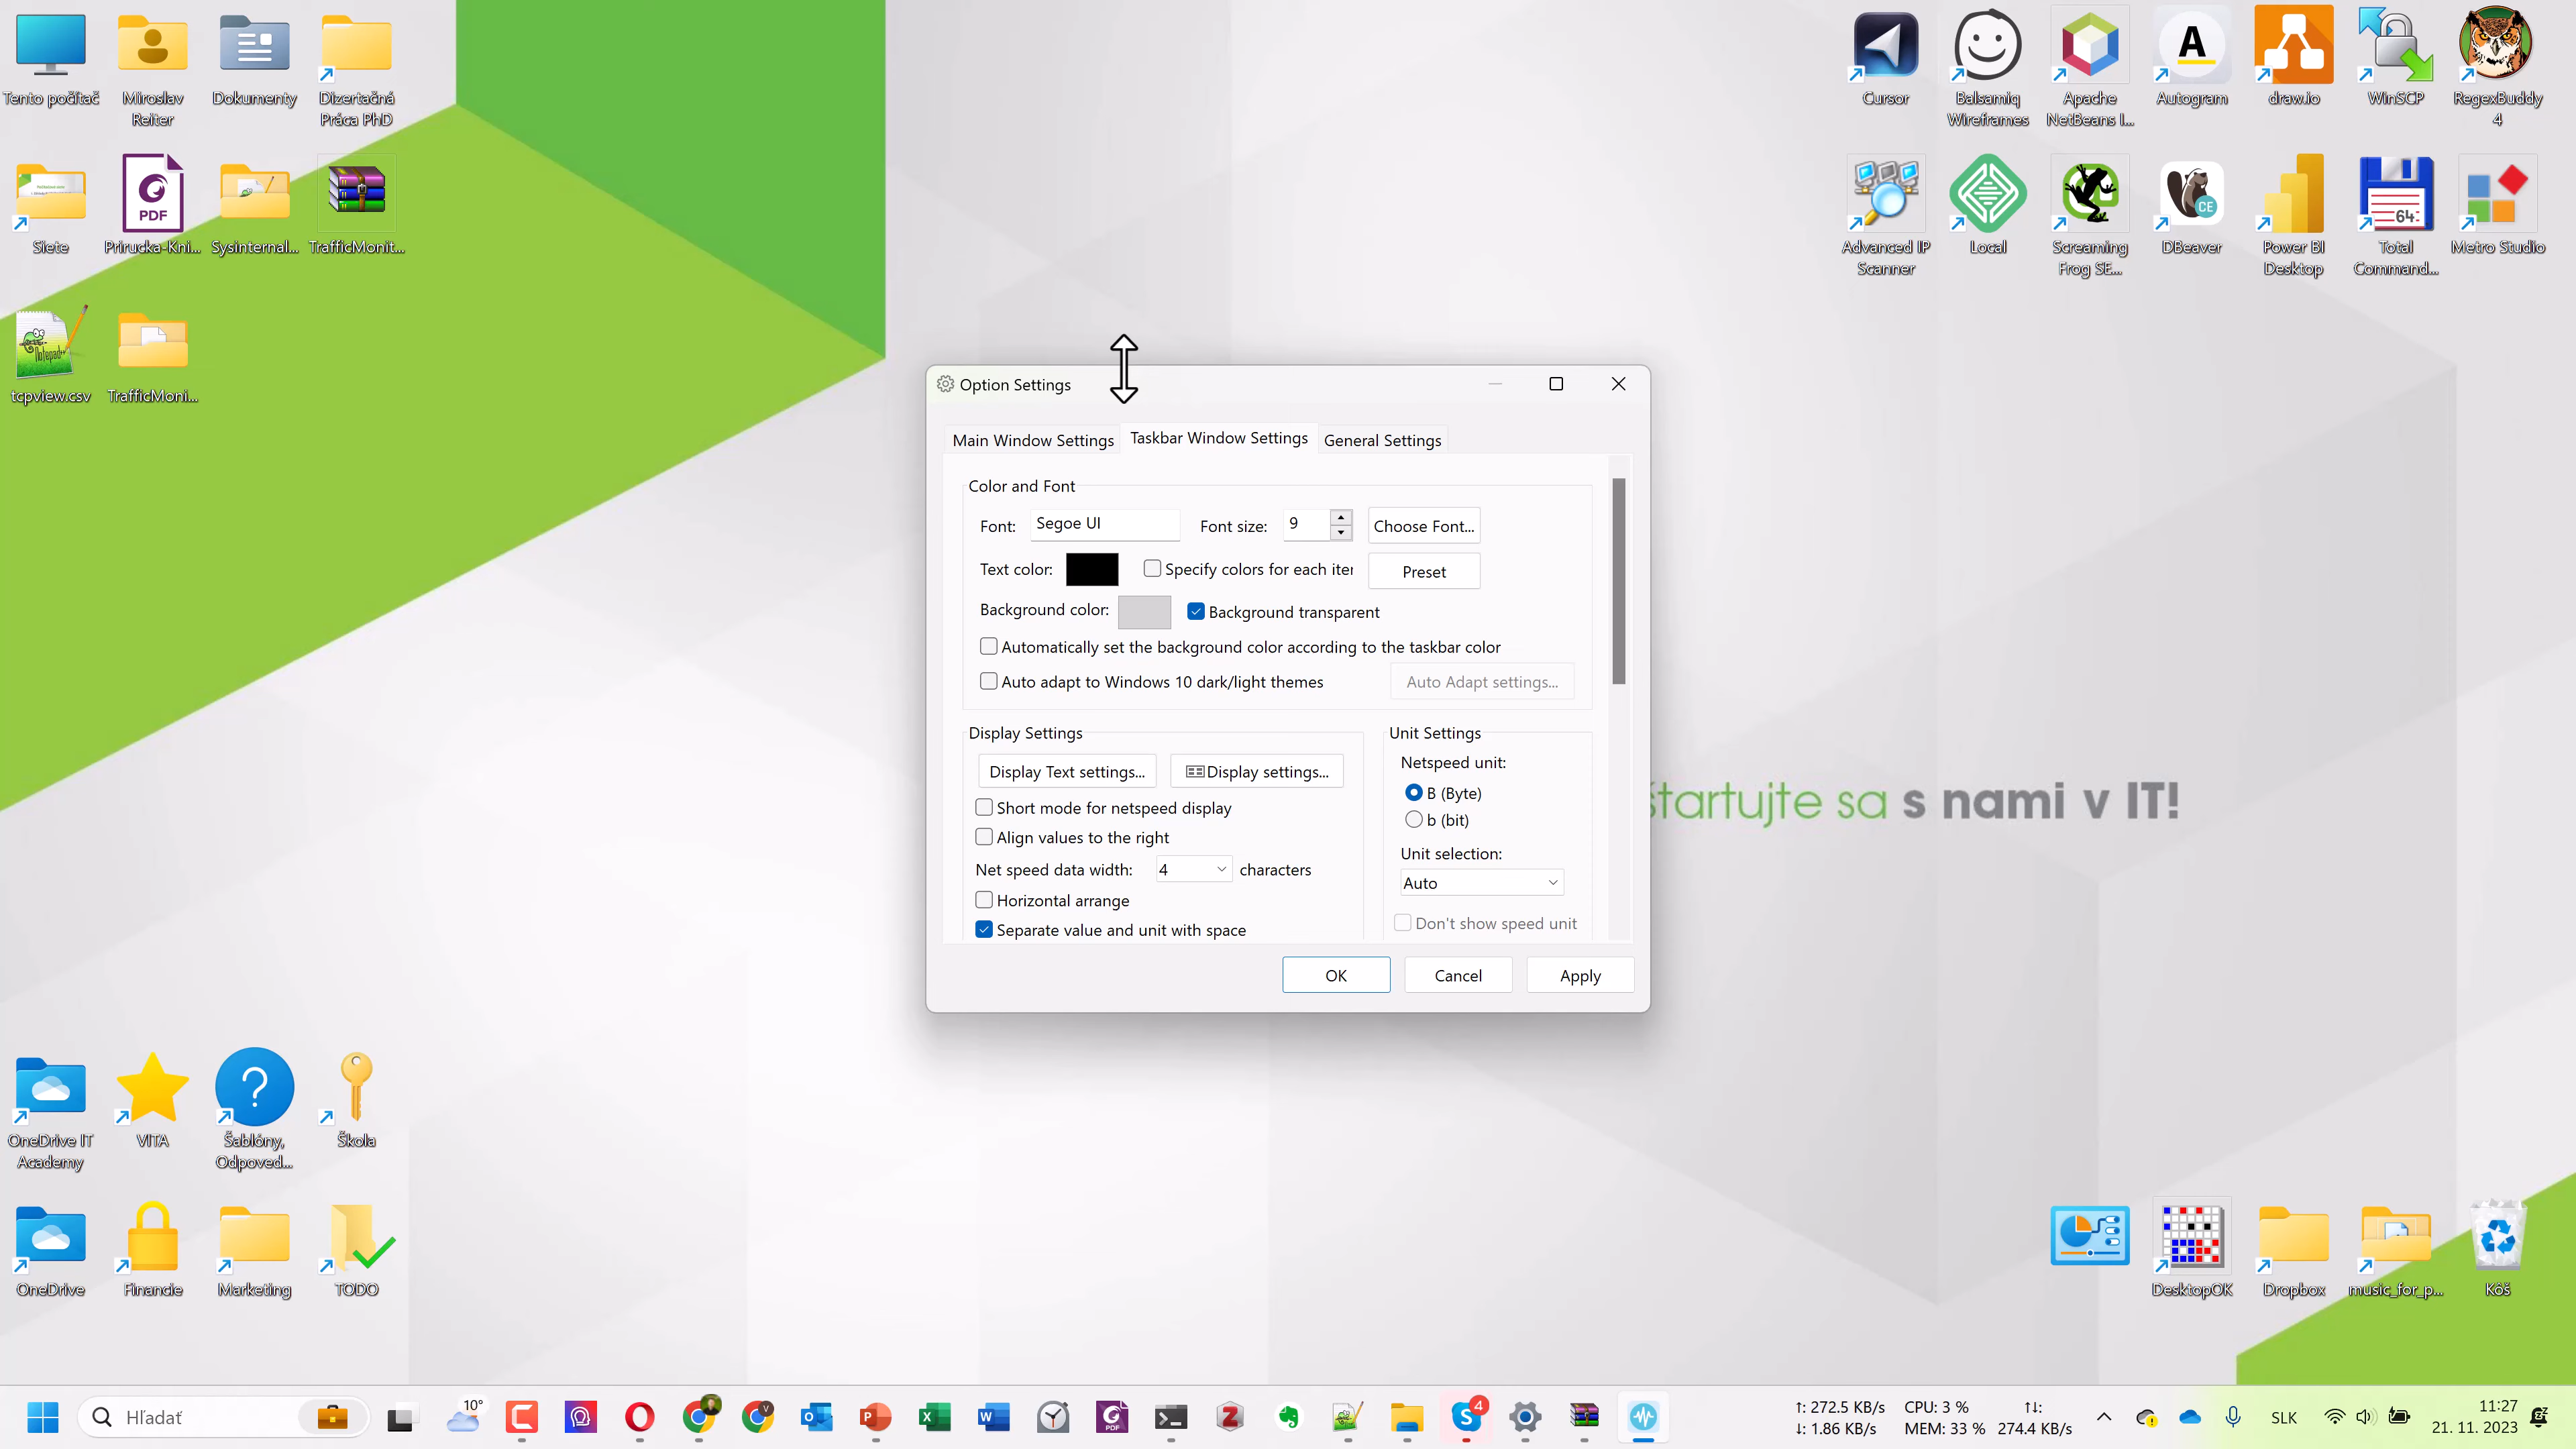 Tento počítač
Miroslav
Reiter
Dokumenty
Dizertačná
Práca PhD
Cursor
Balsamiq
Wireframes
Apache
NetBeans I...
A
Autogram
draw.io
WinSCP
RegexBuddy
4
Siete
PDF
Prirucka-Kni...
Sysinternal...
TrafficMonit...
Advanced IP
Scanner
Local
Screaming
Frog SE...
CE
DBeaver
Power BI
Desktop
64
Total
Command...
Metro Studio
Notepad++
tcpview.csv
TrafficMoni...
Option Settings
Main Window Settings
Taskbar Window Settings
General Settings
Color and Font
Font:
Segoe UI
Font size:
9
Choose Font...
Text color:
Specify colors for each iter
Preset
Background color:
Background transparent
Automatically set the background color according to the taskbar color
Auto adapt to Windows 10 dark/light themes
Auto Adapt settings...
Display Settings
Display Text settings...
Display settings...
Short mode for netspeed display
Align values to the right
Net speed data width:
4
characters
Horizontal arrange
Separate value and unit with space
Unit Settings
Netspeed unit:
B (Byte)
b (bit)
Unit selection:
Auto
Don't show speed unit
OK
Cancel
Apply
štartujte sa s nami v IT!
OneDrive IT
Academy
VITA
Šablóny,
Odpoved...
Škola
OneDrive
Financie
Marketing
TODO
DesktopOK
Dropbox
music_for_p...
Kôš
Hľadať
10°
4
↑: 272.5 KB/s
↓: 1.86 KB/s
CPU: 3 %
MEM: 33 %
↑↓:
274.4 KB/s
SLK
11:27
21. 11. 2023